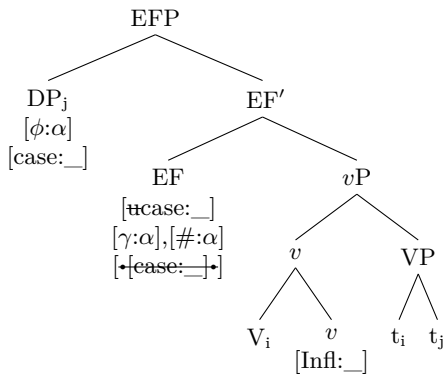 EFP
DPj EF′
[ϕ:α]
[case:_]
EF vP
[ucase:_]
[γ:α],[#:α]
[•[case:_]•]
v VP
Vi v ti tj
[Infl:_]